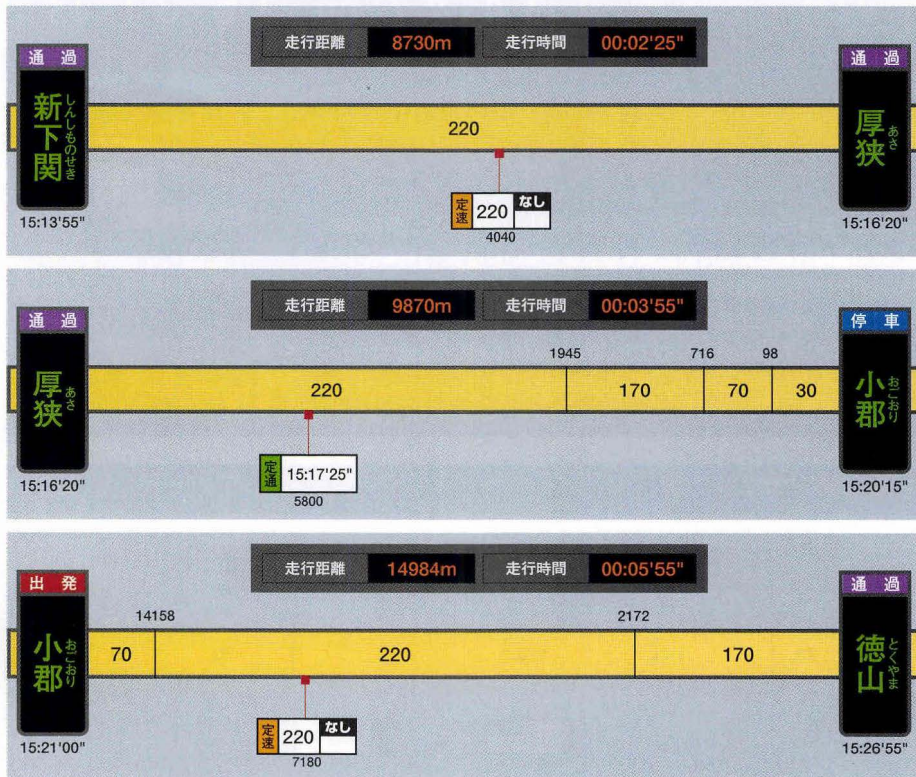 走行距離 8730m 走行時間 00:02'25"
通過 通過
新下関 しんしものせき
220
厚狭 あさ
定速 220 なし
4040
15:13'55" 15:16'20"
走行距離 9870m 走行時間 00:03'55"
通過 停車
1945 716 98
厚狭 あさ
220 170 70 30
小郡 おごおり
定通 15:17'25"
5800
15:16'20" 15:20'15"
走行距離 14984m 走行時間 00:05'55"
出発 通過
14158 2172
小郡 おごおり
70 220 170
徳山 とくやま
定速 220 なし
7180
15:21'00" 15:26'55"